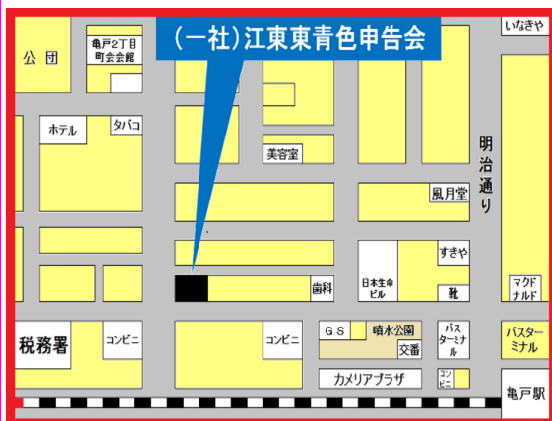 (一社)江東東青色申告会
いなきや
公団
亀戸2丁目
町会会館
ホテル
タバコ
美容室
明治通り
風月堂
すきや
歯科
日本生命
ビル
靴
マクド
ナルド
税務署
コンビニ
コンビニ
GS
噴水公園
交番
バス
ターミナ
ル
バスター
ミナル
カメリアプラザ
コン
ビニ
亀戸駅